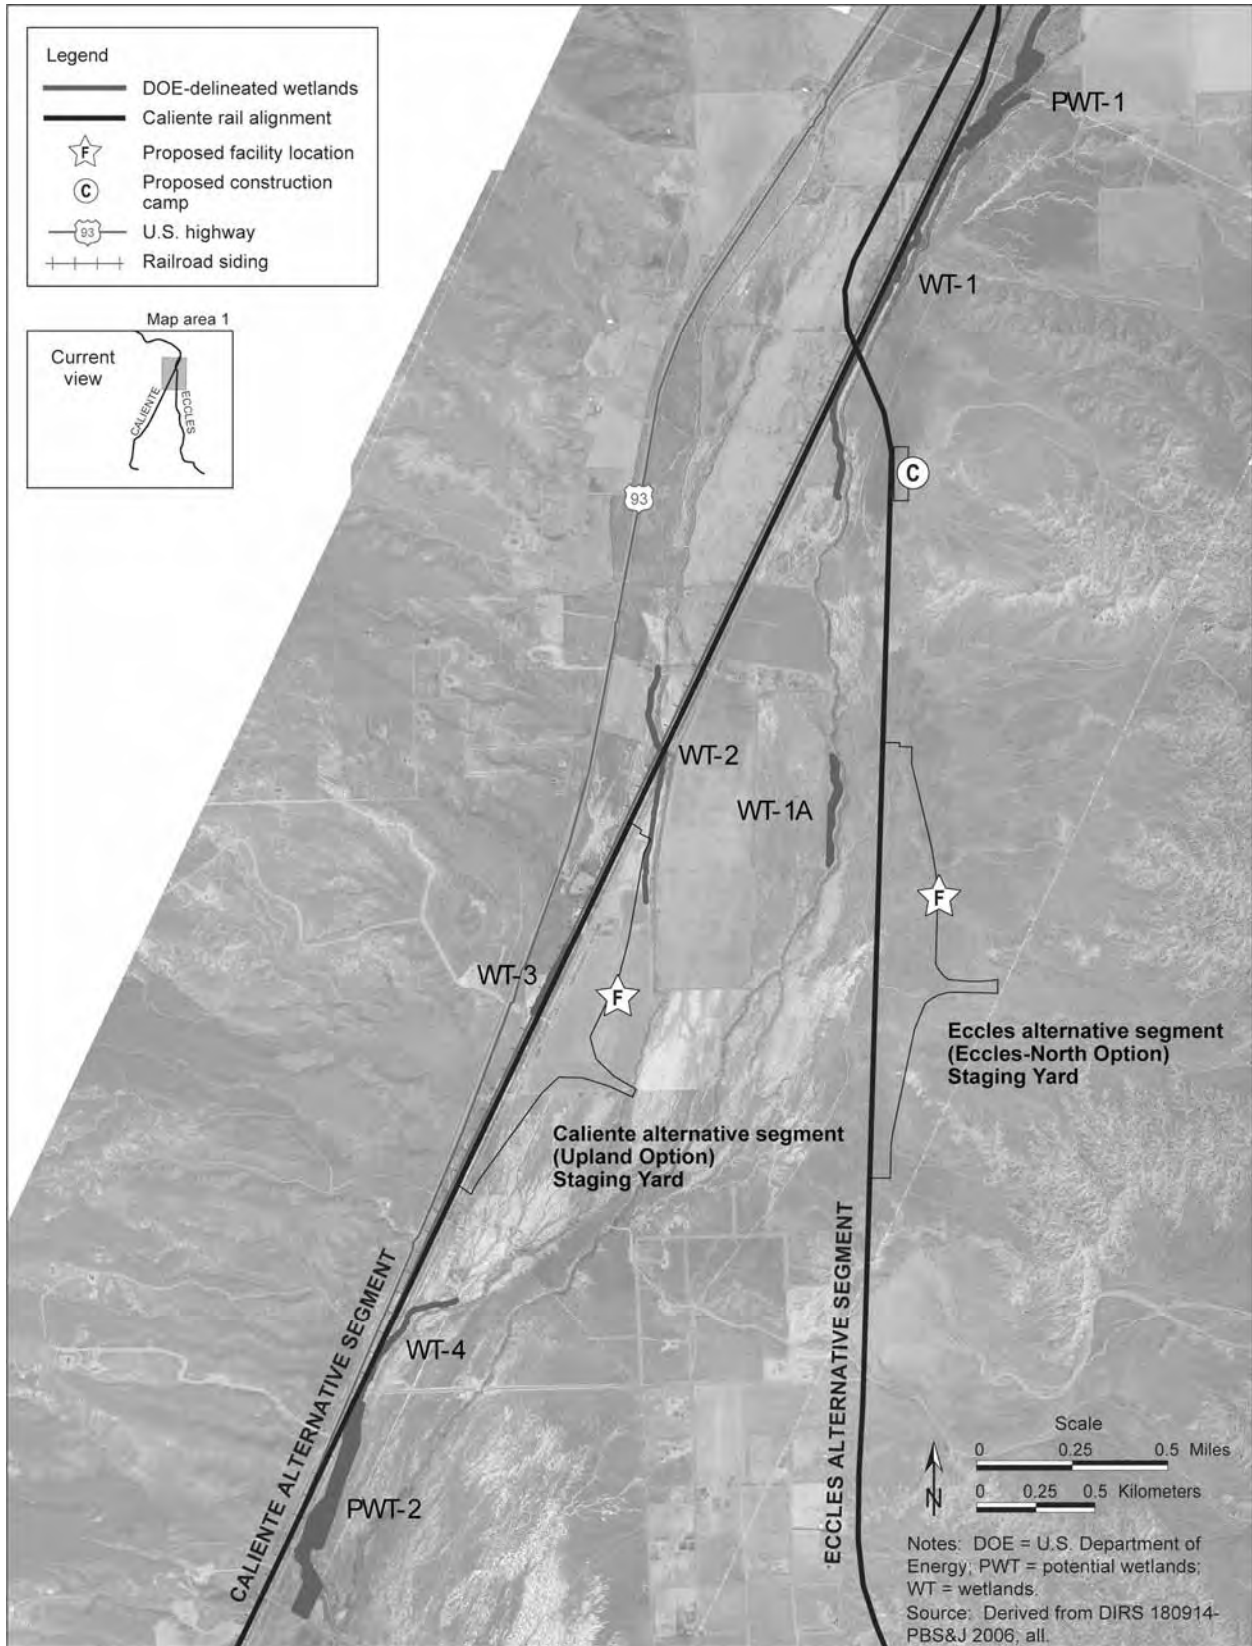 Legend
DOE-delineated wetlands
Caliente rail alignment
F
Proposed facility location
C
Proposed construction
camp
93
U.S. highway
Railroad siding
Map area 1
Current
view
CALIENTE
ECCLES
PWT-1
WT-1
C
93
WT-2
WT-1A
F
WT-3
F
Eccles alternative segment
(Eccles-North Option)
Staging Yard
Caliente alternative segment
(Upland Option)
Staging Yard
CALIENTE ALTERNATIVE SEGMENT
ECCLES ALTERNATIVE SEGMENT
WT-4
PWT-2
Scale
0 0.25 0.5 Miles
0 0.25 0.5 Kilometers
N
Notes: DOE = U.S. Department of
Energy; PWT = potential wetlands;
WT = wetlands.
Source: Derived from DIRS 180914-
PBS&J 2006, all.